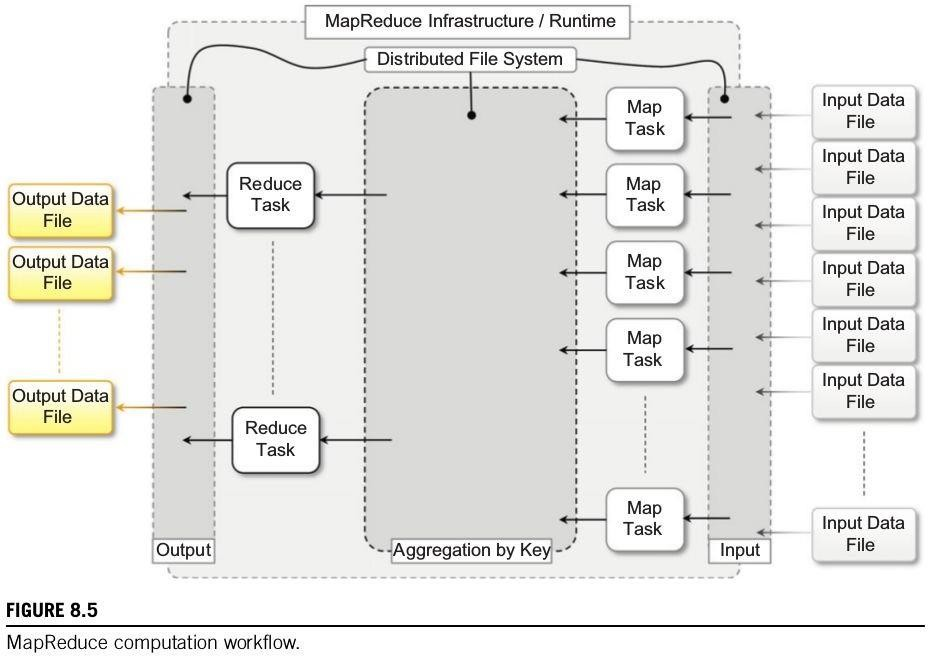 MapReduce Infrastructure / Runtime
Distributed File System
Output Data
File
Output Data
File
Output Data
File
Reduce
Task
Reduce
Task
Map
Task
Map
Task
Map
Task
Map
Task
Map
Task
Input Data
File
Input Data
File
Input Data
File
Input Data
File
Input Data
File
Input Data
File
Input Data
File
Output
Aggregation by Key
Input
FIGURE 8.5
MapReduce computation workflow.